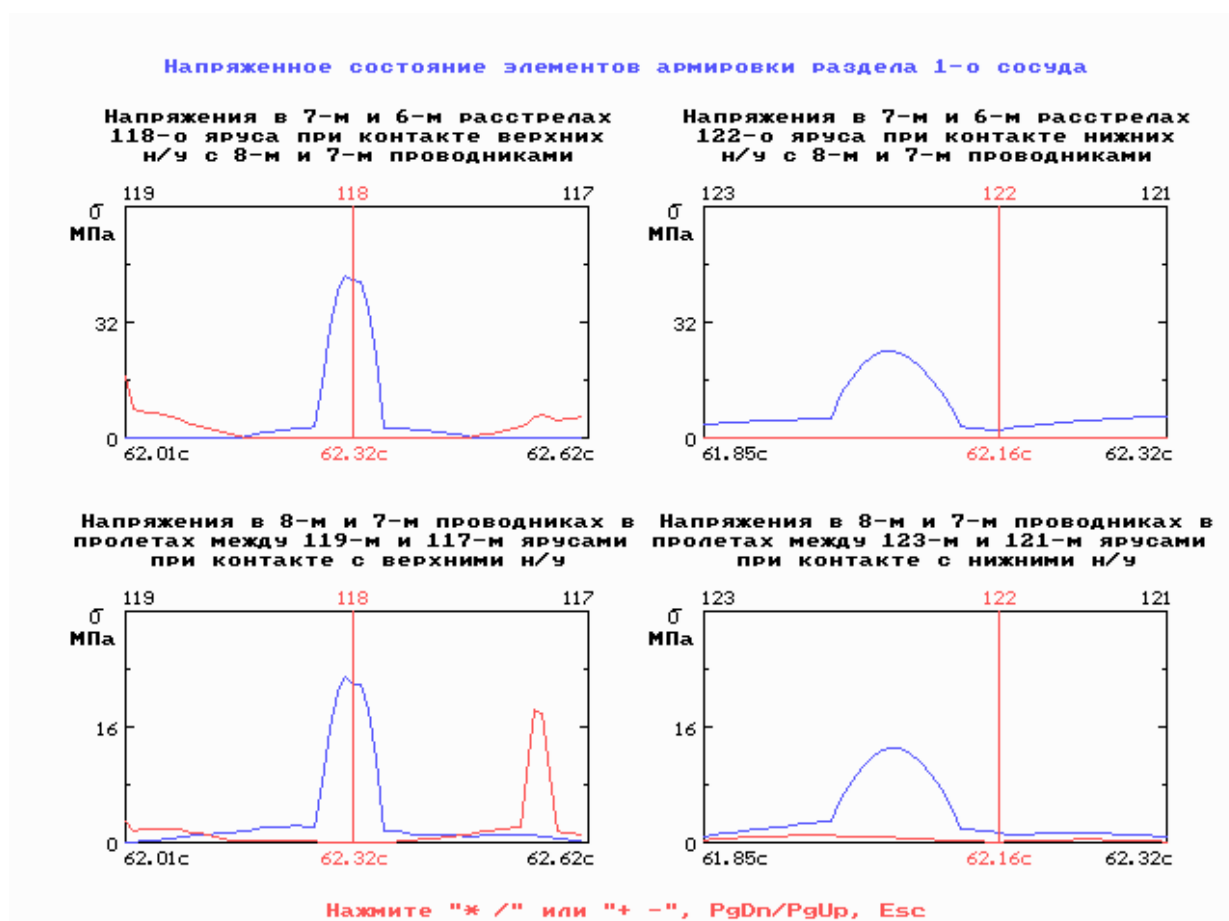 Напряженное состояние элементов армировки раздела 1-о сосуда
Напряжения в 7-м и 6-м расстрелах
118-о яруса при контакте верхних
н/у с 8-м и 7-м проводниками
119 118 117
σ
МПа
32
0
62.01с 62.32с 62.62с
Напряжения в 7-м и 6-м расстрелах
122-о яруса при контакте нижних
н/у с 8-м и 7-м проводниками
123 122 121
σ
МПа
32
0
61.85с 62.16с 62.32с
Напряжения в 8-м и 7-м проводниках в
пролетах между 119-м и 117-м ярусами
при контакте с верхними н/у
119 118 117
σ
МПа
16
0
62.01с 62.32с 62.62с
Напряжения в 8-м и 7-м проводниках в
пролетах между 123-м и 121-м ярусами
при контакте с нижними н/у
123 122 121
σ
МПа
16
0
61.85с 62.16с 62.32с
Нажмите "* /" или "+ -", PgDn/PgUp, Esc